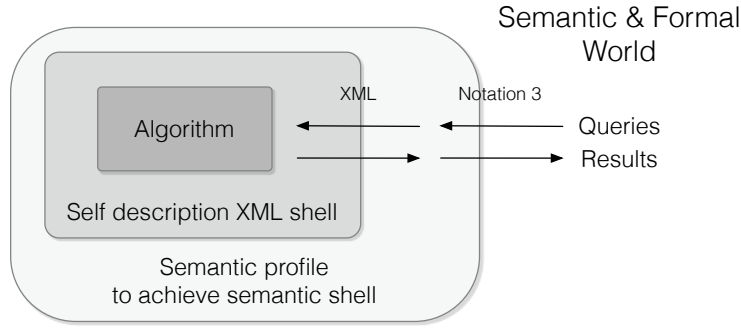 Semantic & Formal
World
XML
Notation 3
Algorithm
Queries
Results
Self description XML shell
Semantic profile
to achieve semantic shell